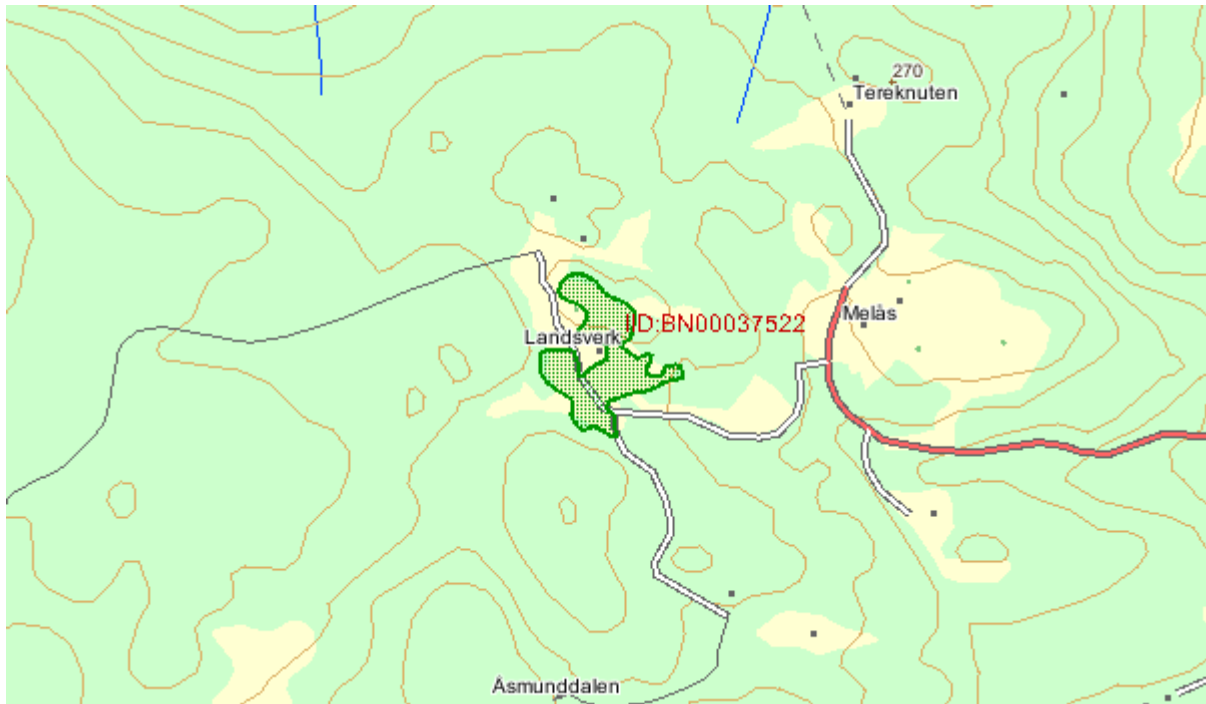 270
Tereknuten
ID:BN00037522
Melås
Landsverk
Åsmunddalen